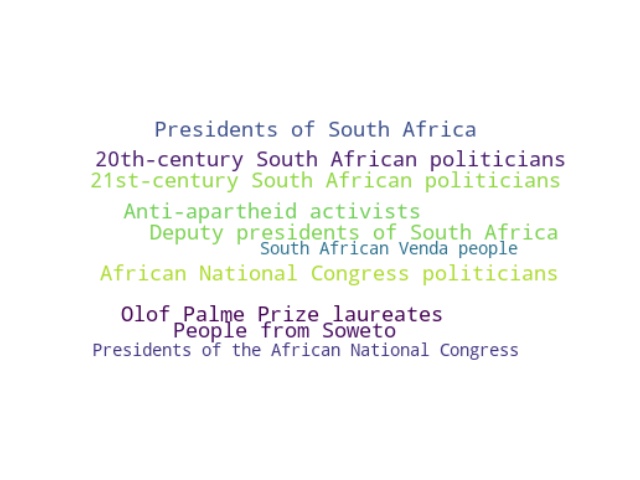 Presidents of South Africa
20th-century South African politicians
21st-century South African politicians
Anti-apartheid activists
Deputy presidents of South Africa
South African Venda people
African National Congress politicians
Olof Palme Prize laureates
People from Soweto
Presidents of the African National Congress